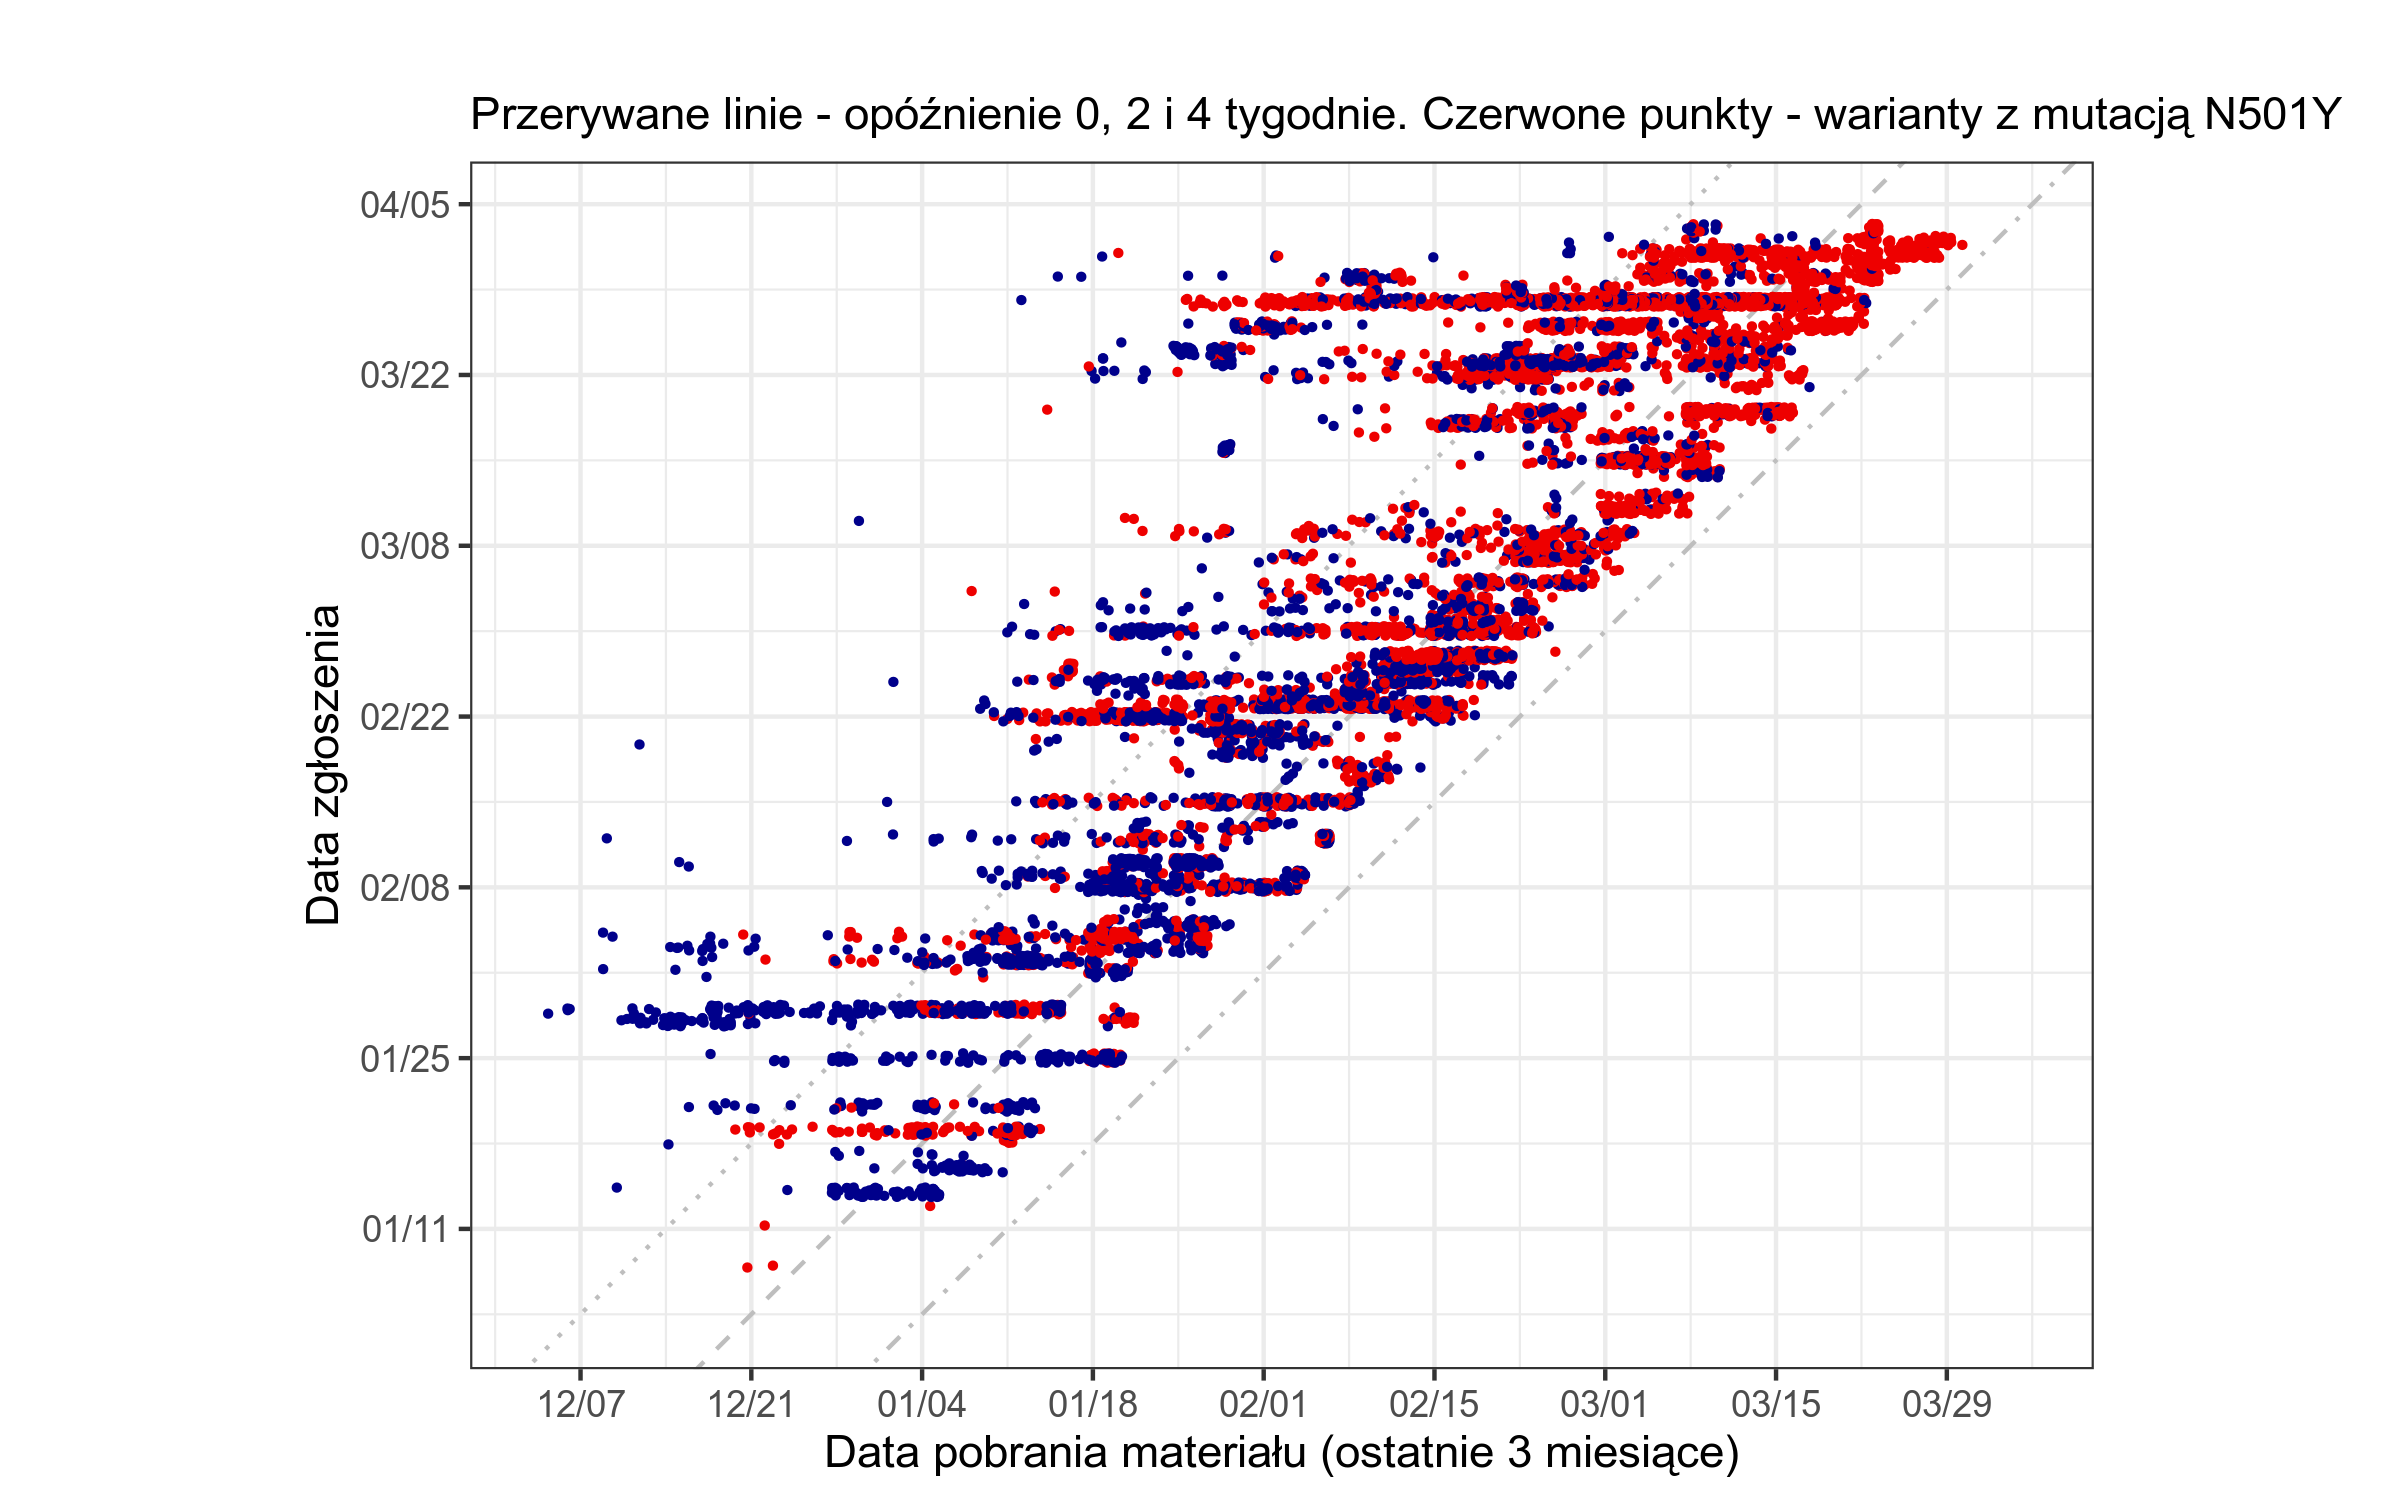 Przerywane linie - opóźnienie 0, 2 i 4 tygodnie. Czerwone punkty - warianty z mutacją N501Y
Data zgłoszenia
04/05
03/22
03/08
02/22
02/08
01/25
01/11
12/07 12/21 01/04 01/18 02/01 02/15 03/01 03/15 03/29
Data pobrania materiału (ostatnie 3 miesiące)